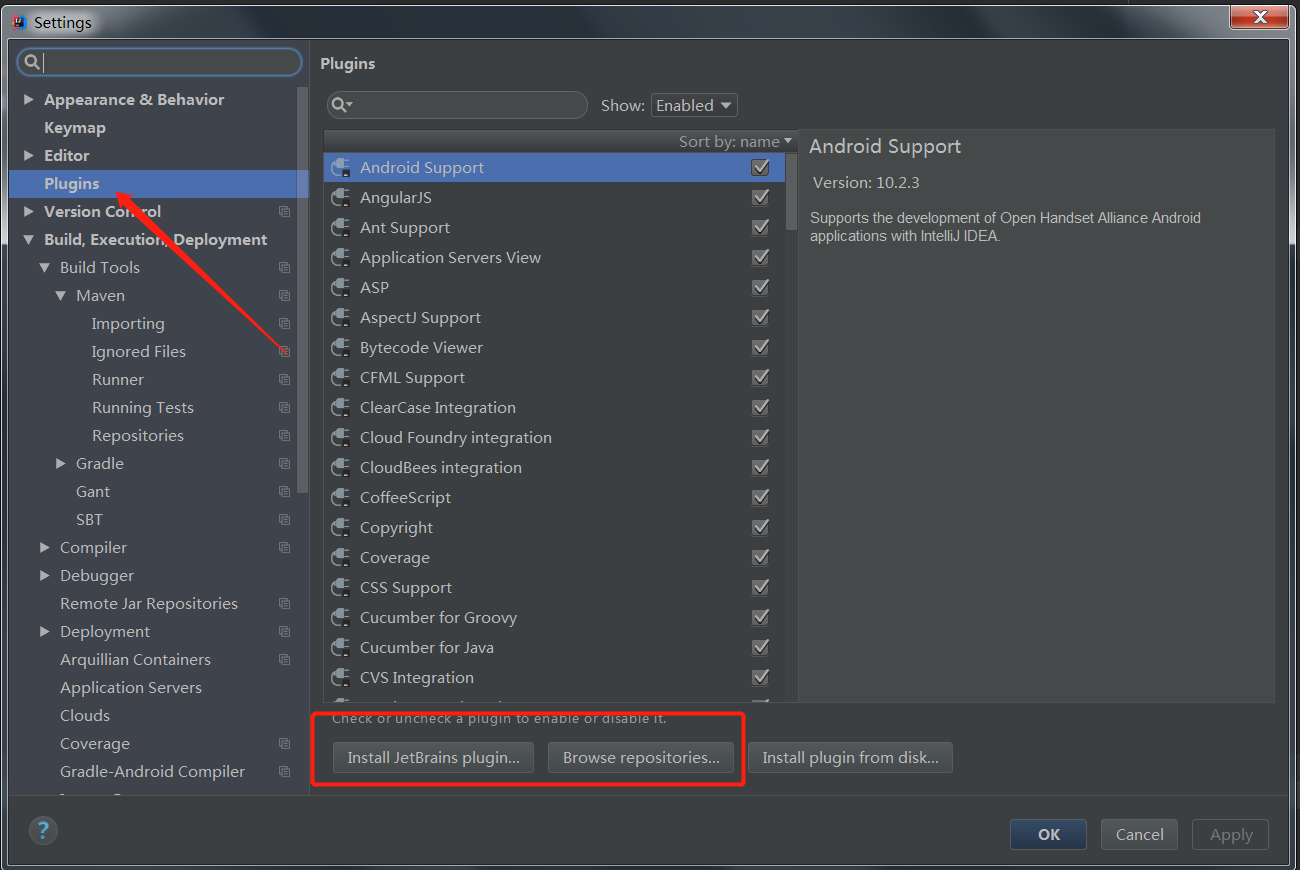 Settings
Appearance & Behavior
Keymap
Editor
Plugins
Version Control
Build, Execution, Deployment
Build Tools
Maven
Importing
Ignored Files
Runner
Running Tests
Repositories
Gradle
Gant
SBT
Compiler
Debugger
Remote Jar Repositories
Deployment
Arquillian Containers
Application Servers
Clouds
Coverage
Gradle-Android Compiler
Plugins
Show: Enabled
Sort by: name
Android Support
AngularJS
Ant Support
Application Servers View
ASP
AspectJ Support
Bytecode Viewer
CFML Support
ClearCase Integration
Cloud Foundry integration
CloudBees integration
CoffeeScript
Copyright
Coverage
CSS Support
Cucumber for Groovy
Cucumber for Java
CVS Integration
Check or uncheck a plugin to enable or disable it.
Install JetBrains plugin...
Browse repositories...
Install plugin from disk...
Android Support
Version: 10.2.3
Supports the development of Open Handset Alliance Android
applications with IntelliJ IDEA.
?
OK
Cancel
Apply